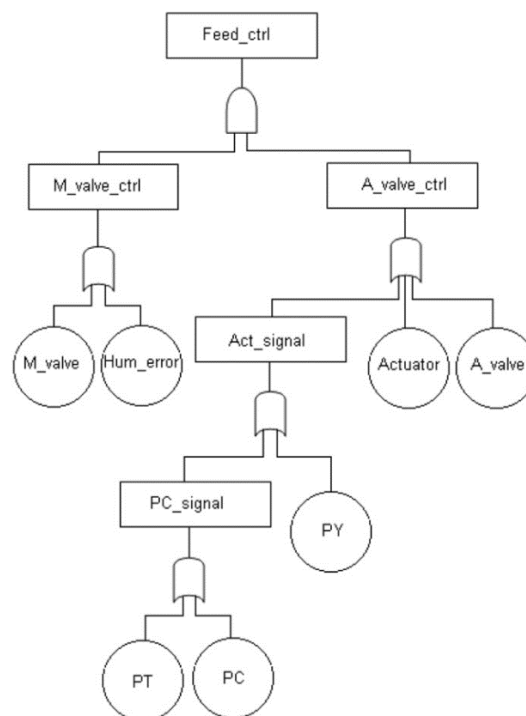 Feed_ctrl
M_valve_ctrl
A_valve_ctrl
M_valve
Hum_error
Act_signal
Actuator
A_valve
PC_signal
PY
PT
PC